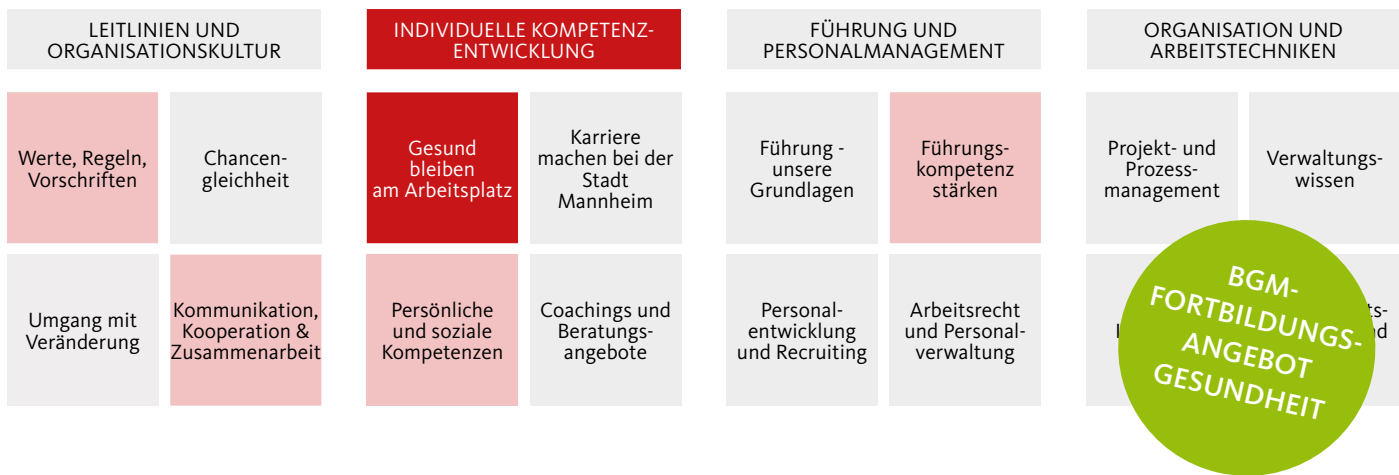 LEITLINIEN UND
ORGANISATIONSKULTUR
INDIVIDUELLE KOMPETENZ-
ENTWICKLUNG
FÜHRUNG UND
PERSONALMANAGEMENT
ORGANISATION UND
ARBEITSTECHNIKEN
Werte, Regeln,
Vorschriften
Chancen-
gleichheit
Gesund
bleiben
am Arbeitsplatz
Karriere
machen bei der
Stadt
Mannheim
Führung -
unsere
Grundlagen
Führungs-
kompetenz
stärken
Projekt- und
Prozess-
management
Verwaltungs-
wissen
Umgang mit
Veränderung
Kommunikation,
Kooperation &
Zusammenarbeit
Persönliche
und soziale
Kompetenzen
Coachings und
Beratungs-
angebote
Personal-
entwicklung
und Recruiting
Arbeitsrecht
und Personal-
verwaltung
BGM-
FORTBILDUNGS-
ANGEBOT
GESUNDHEIT